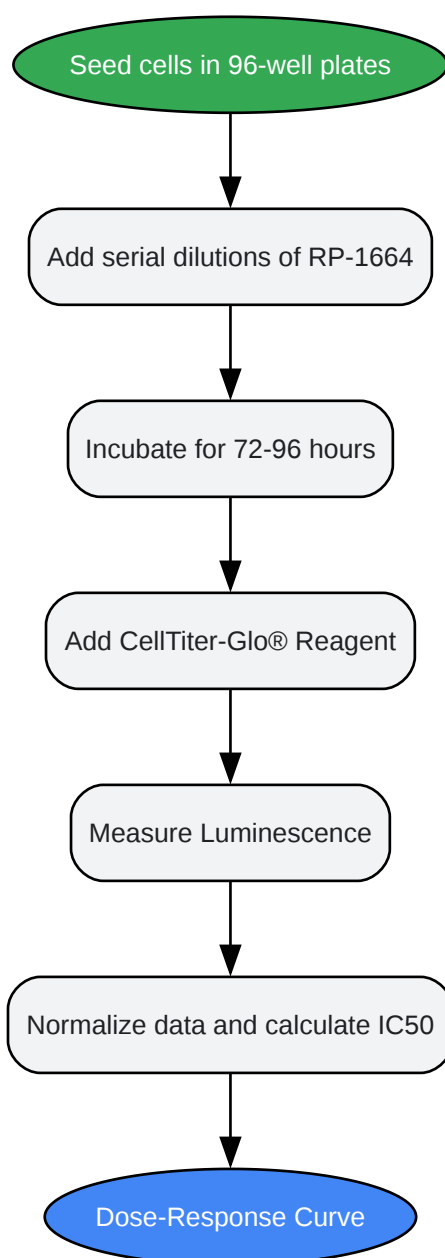 Seed cells in 96-well plates
Add serial dilutions of RP-1664
Incubate for 72-96 hours
Add CellTiter-Glo® Reagent
Measure Luminescence
Normalize data and calculate IC50
Dose-Response Curve